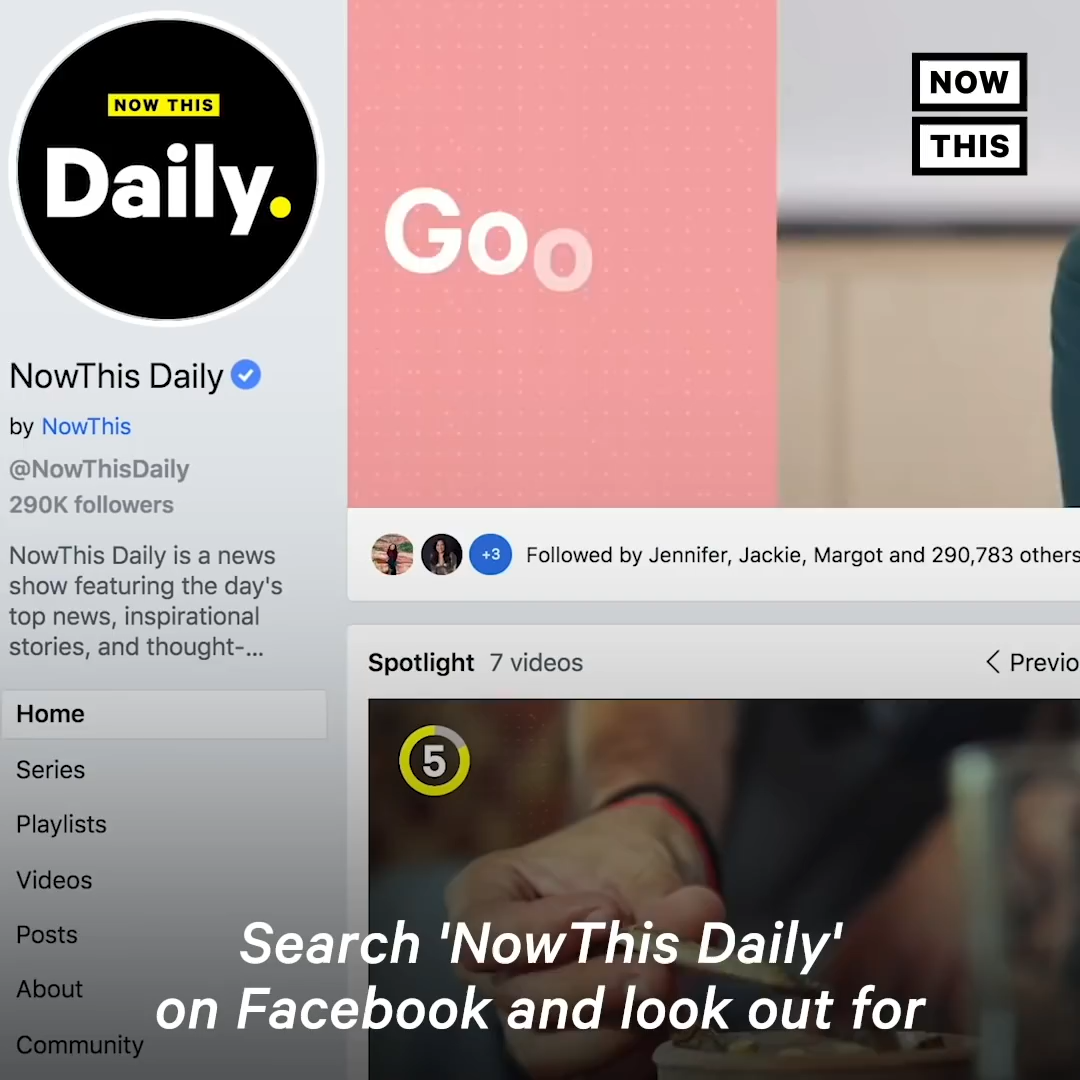 NOW THIS
Daily.
Goo
NOW
THIS
NowThis Daily
by NowThis
@NowThisDaily
290K followers
NowThis Daily is a news
show featuring the day's
top news, inspirational
stories, and thought-...
+3 Followed by Jennifer, Jackie, Margot and 290,783 others
Spotlight 7 videos
< Previo
5
Home
Series
Playlists
Videos
Posts
About
Community
Search 'NowThis Daily'
on Facebook and look out for